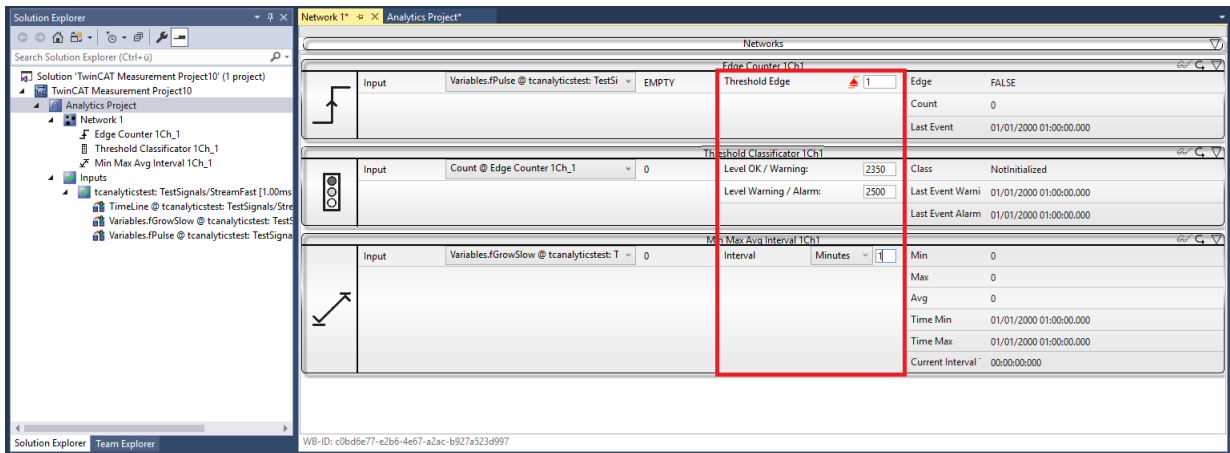 Solution Explorer
Search Solution Explorer (Ctrl+ü)
Solution 'TwinCAT Measurement Project10' (1 project)
TwinCAT Measurement Project10
Analytics Project
Network 1
Edge Counter 1Ch_1
Threshold Classificator 1Ch_1
Min Max Avg Interval 1Ch_1
Inputs
tcanalyticstest: TestSignals/StreamFast [1.00ms
TimeLine @ tcanalyticstest: TestSignals/Stre
Variables.fGrowSlow @ tcanalyticstest: TestS
Variables.fPulse @ tcanalyticstest: TestSigna
Solution Explorer Team Explorer
Network 1* Analytics Project*
Networks
Edge Counter 1Ch1
Input Variables.fPulse @ tcanalyticstest: TestSi EMPTY Threshold Edge 1 Edge FALSE
Count 0
Last Event 01/01/2000 01:00:00.000
Threshold Classificator 1Ch1
Input Count @ Edge Counter 1Ch_1 0 Level OK / Warning: 2350 Class NotInitialized
Level Warning / Alarm: 2500 Last Event Warni 01/01/2000 01:00:00.000
Last Event Alarm 01/01/2000 01:00:00.000
Min Max Avg Interval 1Ch1
Input Variables.fGrowSlow @ tcanalyticstest: T 0 Interval Minutes 1 Min 0
Max 0
Avg 0
Time Min 01/01/2000 01:00:00.000
Time Max 01/01/2000 01:00:00.000
Current Interval 00:00:00:000
WB-ID: c0bd6e77-e2b6-4e67-a2ac-b927a523d997